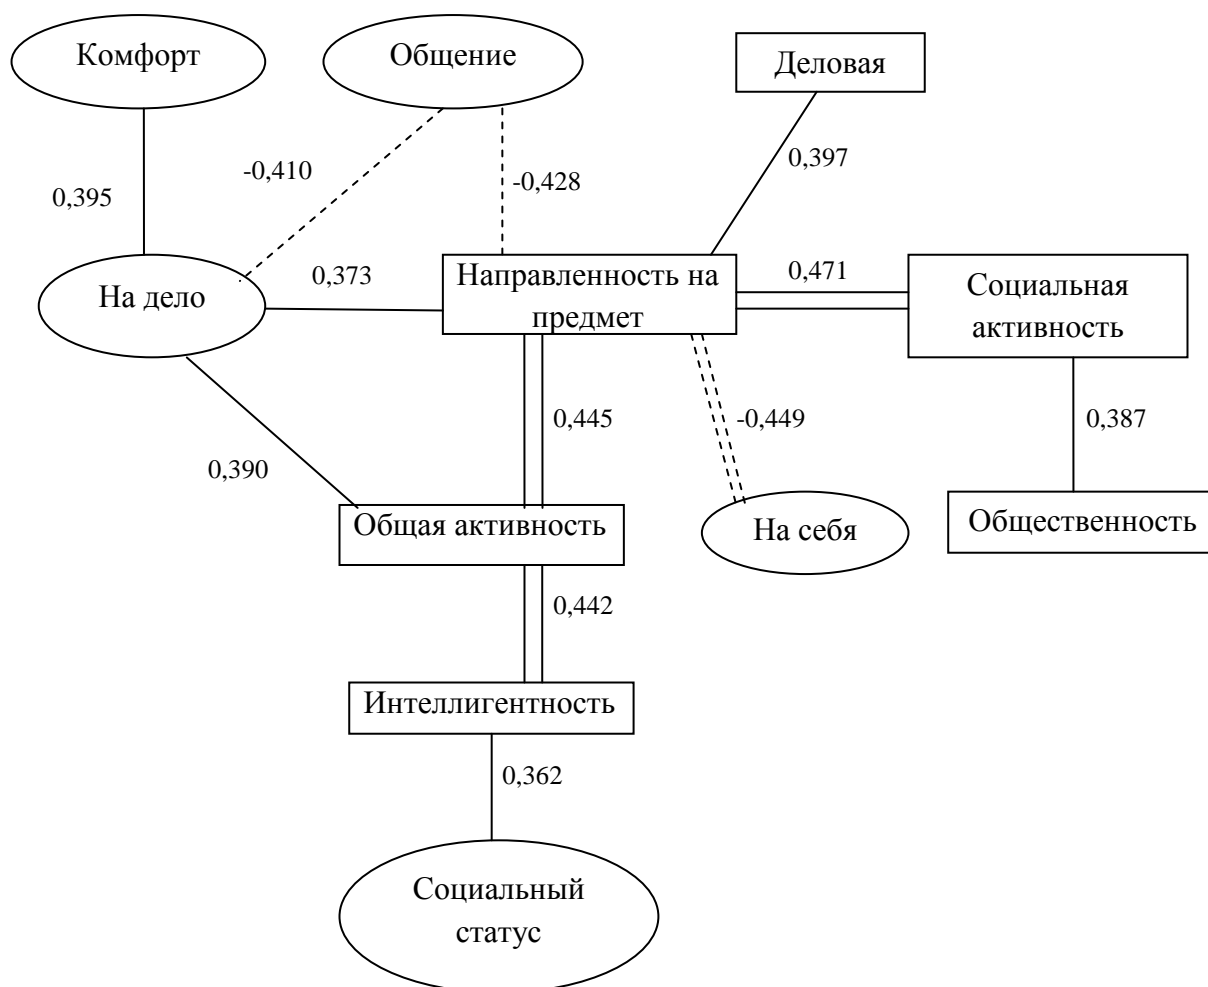 Комфорт
Общение
Деловая
0,397
-0,410
-0,428
0,395
0,373
Направленность на
предмет
0,471
Социальная
активность
На дело
0,445
-0,449
0,387
0,390
Общая активность
На себя
Общественность
0,442
Интеллигентность
0,362
Социальный
статус